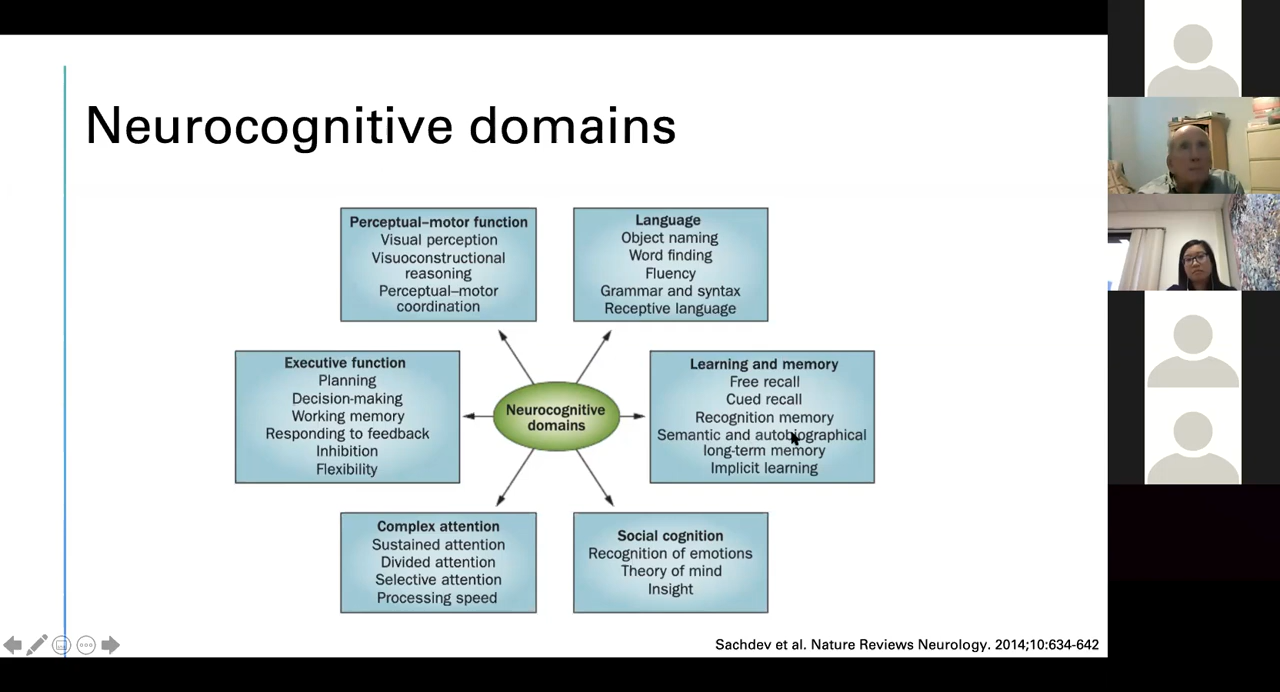 Neurocognitive domains
Perceptual–motor function
Visual perception
Visuoconstructional
reasoning
Perceptual–motor
coordination
Language
Object naming
Word finding
Fluency
Grammar and syntax
Receptive language
Executive function
Planning
Decision-making
Working memory
Responding to feedback
Inhibition
Flexibility
Neurocognitive
domains
Learning and memory
Free recall
Cued recall
Recognition memory
Semantic and autobiographical
long-term memory
Implicit learning
Complex attention
Sustained attention
Divided attention
Selective attention
Processing speed
Social cognition
Recognition of emotions
Theory of mind
Insight
Sachdev et al. Nature Reviews Neurology. 2014;10:634-642